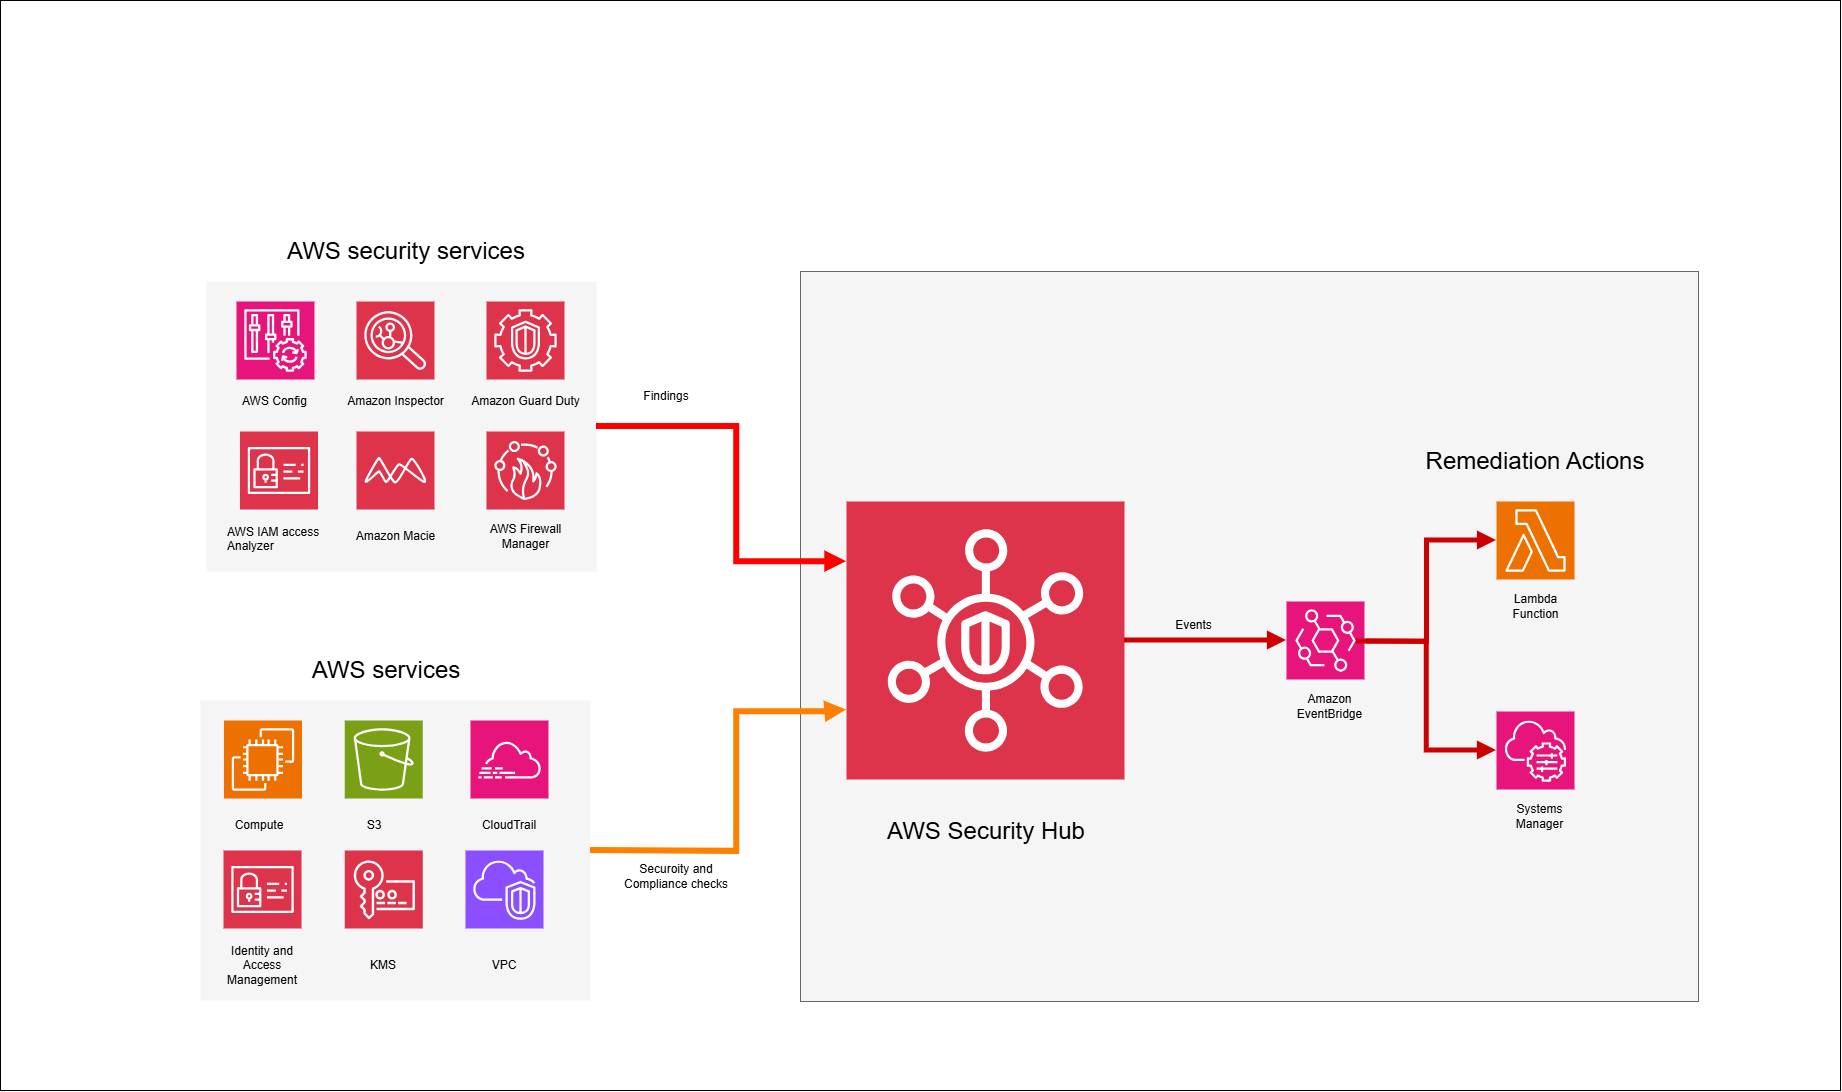 AWS security services
AWS Config
Amazon Inspector
Amazon Guard Duty
AWS IAM access
Analyzer
Amazon Macie
AWS Firewall
Manager
Findings
AWS services
Compute
S3
CloudTrail
Identity and
Access
Management
KMS
VPC
Securoity and
Compliance checks
AWS Security Hub
Events
Amazon
EventBridge
Remediation Actions
Lambda
Function
Systems
Manager